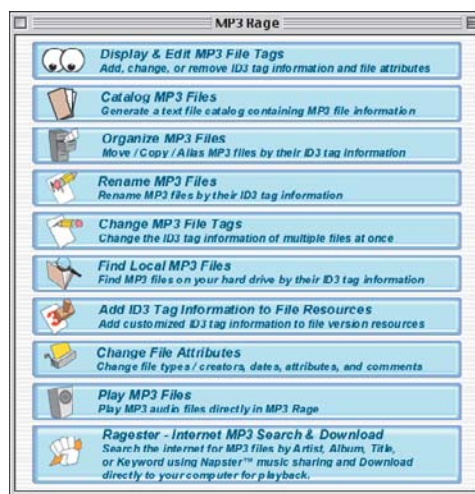 MP3 Rage
Display & Edit MP3 File Tags
Add, change, or remove ID3 tag information and file attributes
Catalog MP3 Files
Generate a text file catalog containing MP3 file information
Organize MP3 Files
Move / Copy / Alias MP3 files by their ID3 tag information
Rename MP3 Files
Rename MP3 files by their ID3 tag information
Change MP3 File Tags
Change the ID3 tag information of multiple files at once
Find Local MP3 Files
Find MP3 files on your hard drive by their ID3 tag information
3
Add ID3 Tag Information to File Resources
Add customized ID3 tag information to file version resources
Change File Attributes
Change file types / creators, dates, attributes, and comments
Play MP3 Files
Play MP3 audio files directly in MP3 Rage
Ragester - Internet MP3 Search & Download
Search the internet for MP3 files by Artist, Album, Title,
or Keyword using Napster™ music sharing and Download
directly to your computer for playback.